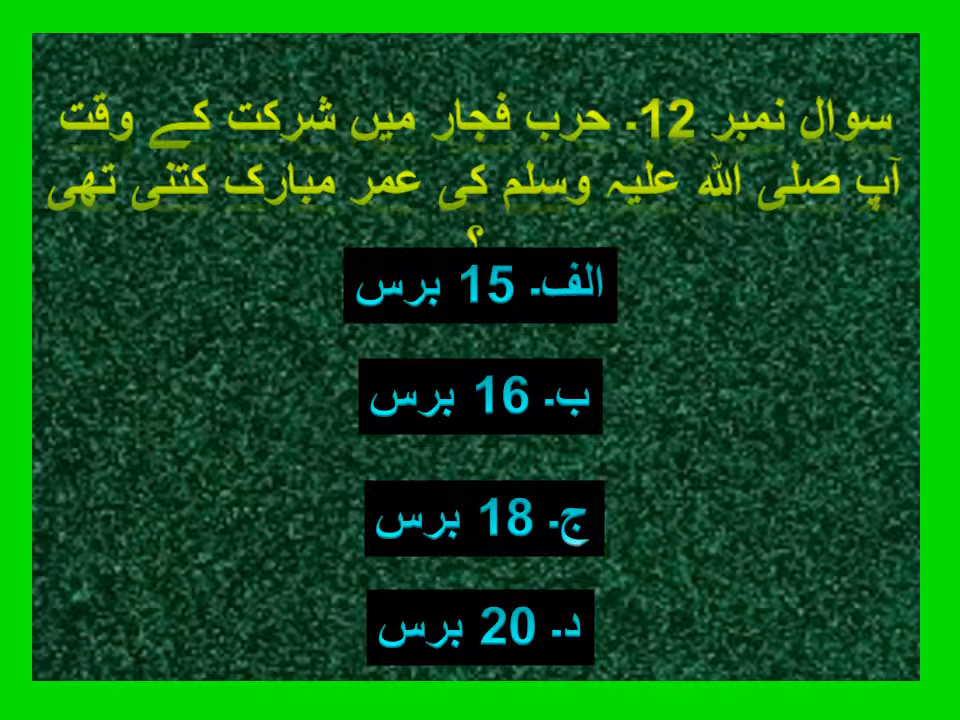 سوال نمبر 12۔ حرب فجار میں شرکت کے وقت
آپ صلی اللہ علیہ وسلم کی عمر مبارک کتنی تھی
؟
الف۔ 15 برس
ب۔ 16 برس
ج۔ 18 برس
د۔ 20 برس